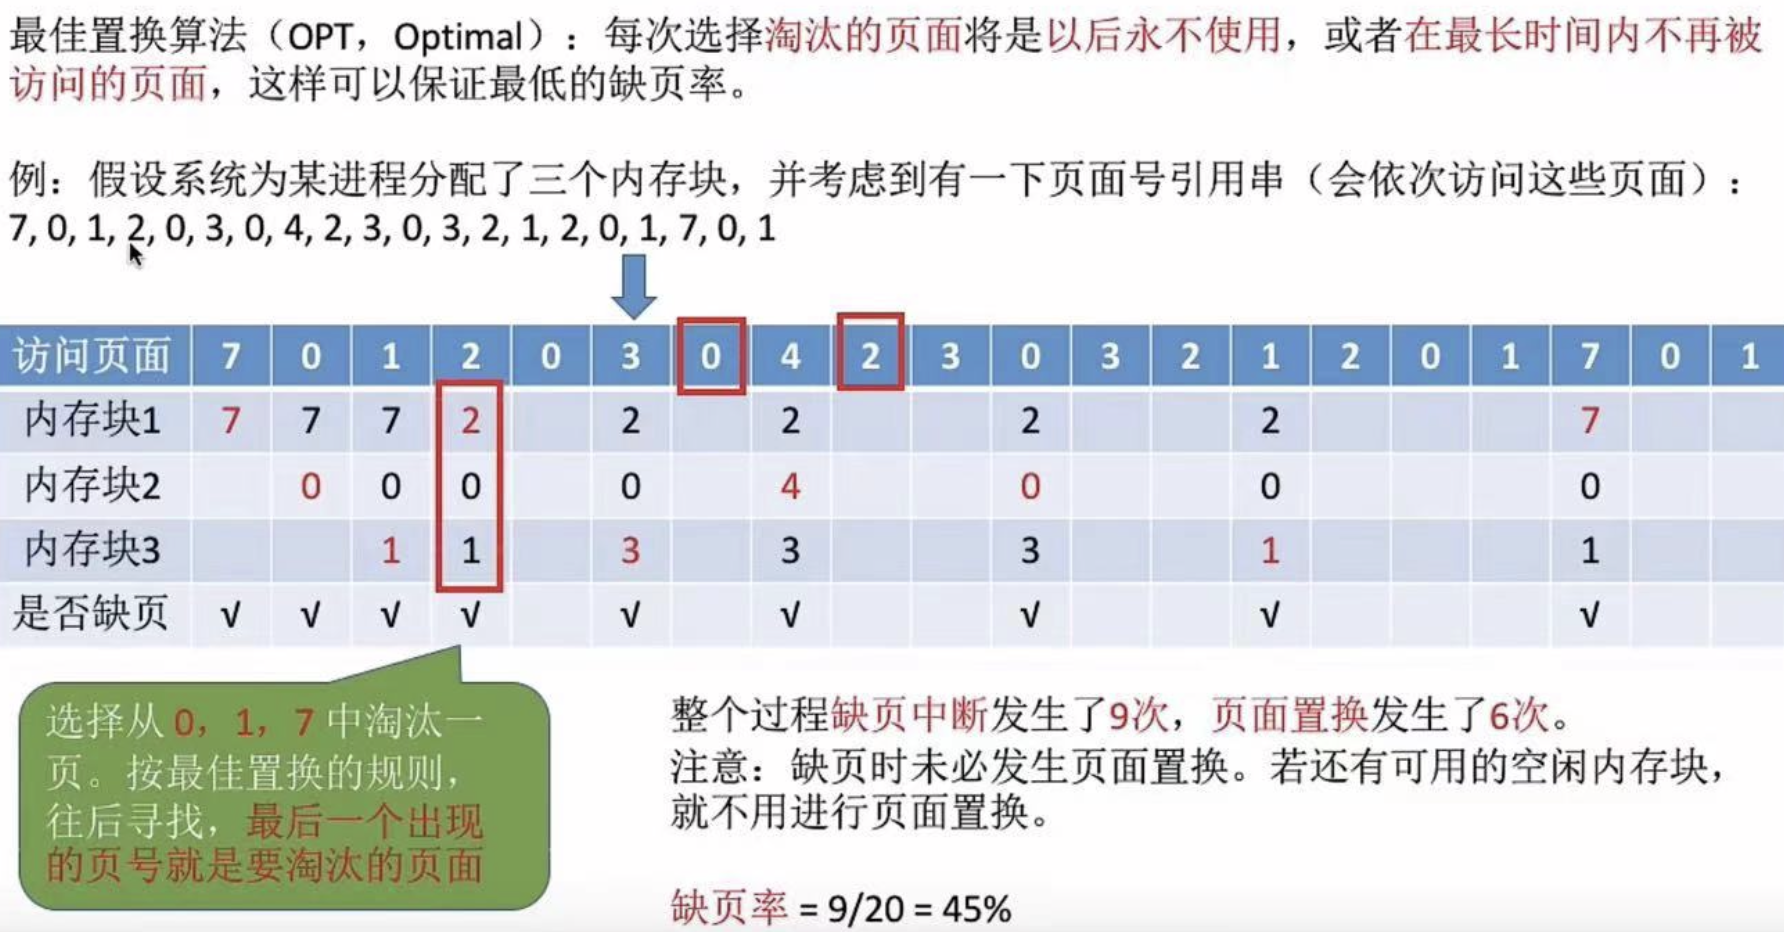 最佳置换算法（OPT，Optimal）：每次选择淘汰的页面将是以后永不使用，或者在最长时间内不再被
访问的页面，这样可以保证最低的缺页率。
例：假设系统为某进程分配了三个内存块，并考虑到有一下页面号引用串（会依次访问这些页面）：
7, 0, 1, 2, 0, 3, 0, 4, 2, 3, 0, 3, 2, 1, 2, 0, 1, 7, 0, 1
访问页面 7 0 1 2 0 3 0 4 2 3 0 3 2 1 2 0 1 7 0 1
内存块1 7 7 7 2 2 2 2 2 7
内存块2 0 0 0 0 4 0 0 0
内存块3 1 1 3 3 3 1 1
是否缺页 √ √ √ √ √ √ √ √ √
选择从 0，1，7 中淘汰一
页。按最佳置换的规则，
往后寻找，最后一个出现
的页号就是要淘汰的页面
整个过程缺页中断发生了9次，页面置换发生了6次。
注意：缺页时未必发生页面置换。若还有可用的空闲内存块，
就不用进行页面置换。
缺页率 = 9/20 = 45%